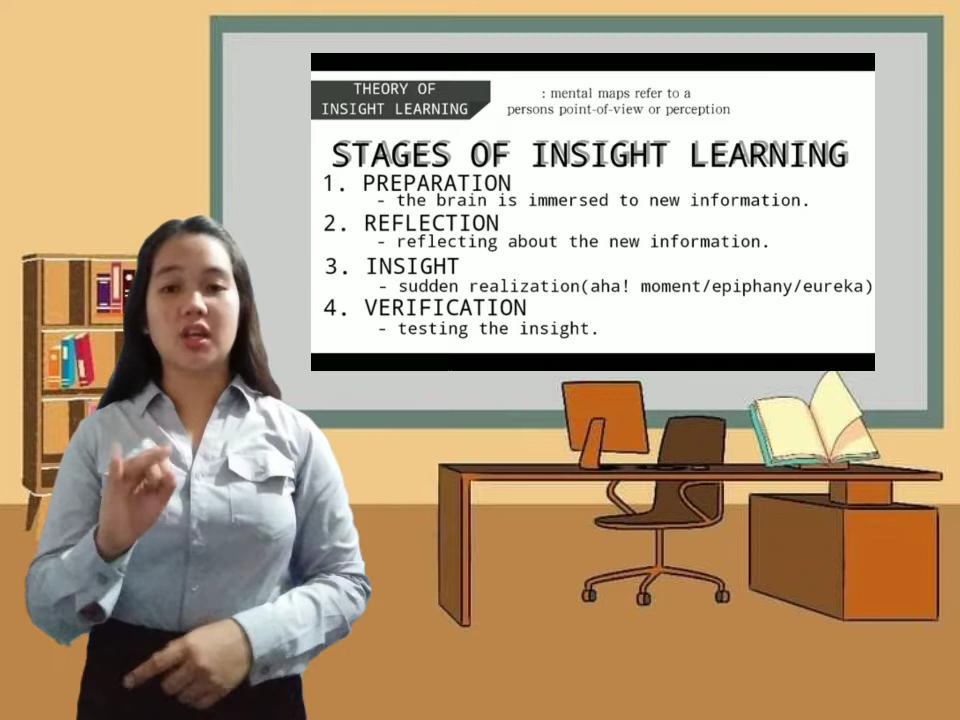 THEORY OF
INSIGHT LEARNING
: mental maps refer to a
persons point-of-view or perception
STAGES OF INSIGHT LEARNING
1. PREPARATION
- the brain is immersed to new information.
2. REFLECTION
- reflecting about the new information.
3. INSIGHT
- sudden realization(aha! moment/epiphany/eureka)
4. VERIFICATION
- testing the insight.